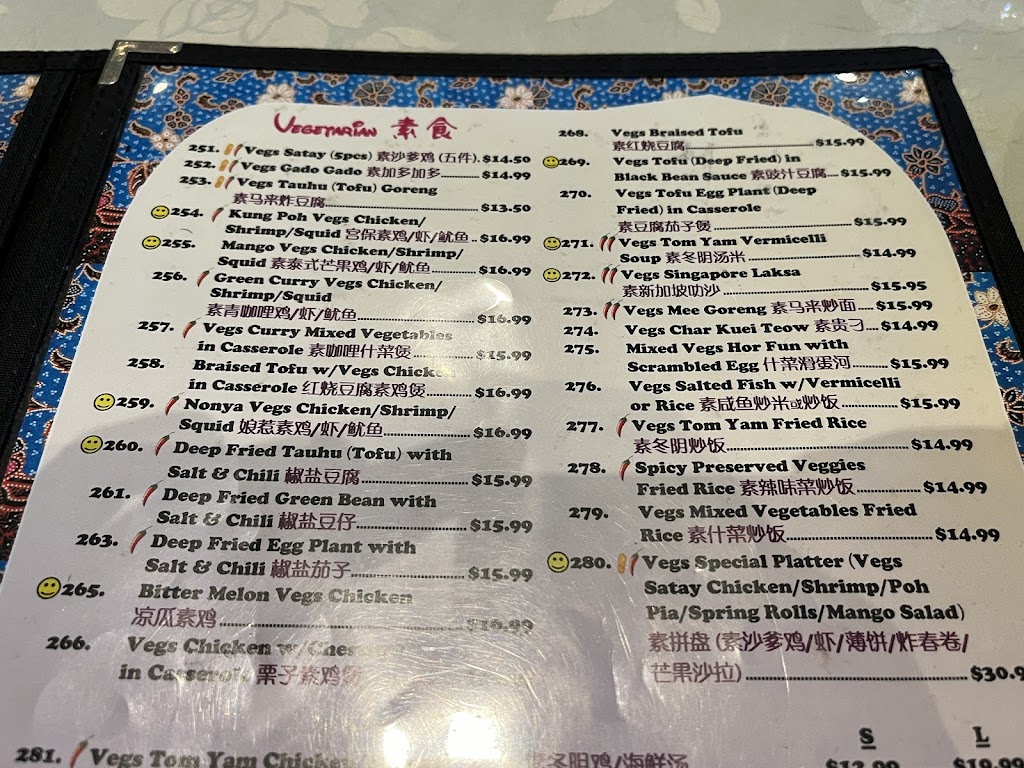 VEGETARIAN 素食
251. Vegs Satay (5pcs) 素沙爹鸡 (五件). $14.50
252. Vegs Gado Gado 素加多加多 $14.99
253. Vegs Tauhu (Tofu) Goreng
素马来炸豆腐 $13.50
254. Kung Poh Vegs Chicken/
Shrimp/Squid 宫保素鸡/虾/鱿鱼 $16.99
255. Mango Vegs Chicken/Shrimp/
Squid 素泰式芒果鸡/虾/鱿鱼 $16.99
256. Green Curry Vegs Chicken/
Shrimp/Squid
素青咖哩鸡/虾/鱿鱼 $16.99
257. Vegs Curry Mixed Vegetables
in Casserole 素咖哩什菜煲 $15.99
258. Braised Tofu w/Vegs Chicken
in Casserole 红烧豆腐素鸡煲 $16.99
259. Nonya Vegs Chicken/Shrimp/
Squid 娘惹素鸡/虾/鱿鱼 $16.99
260. Deep Fried Tauhu (Tofu) with
Salt & Chili 椒盐豆腐 $15.99
261. Deep Fried Green Bean with
Salt & Chili 椒盐豆仔 $15.99
263. Deep Fried Egg Plant with
Salt & Chili 椒盐茄子 $15.99
265. Bitter Melon Vegs Chicken
凉瓜素鸡 $16.99
266. Vegs Chicken
in Casserole 栗子素鸡煲
268. Vegs Braised Tofu
素红烧豆腐 $15.99
269. Vegs Tofu (Deep Fried) in
Black Bean Sauce 素豉汁豆腐 $15.99
270. Vegs Tofu Egg Plant (Deep
Fried) in Casserole
素豆腐茄子煲 $15.99
271. Vegs Tom Yam Vermicelli
Soup 素冬阴汤米 $14.99
272. Vegs Singapore Laksa
素新加坡叻沙 $15.95
273. Vegs Mee Goreng 素马来炒面 $15.99
274. Vegs Char Kuei Teow 素贵刁 $14.99
275. Mixed Vegs Hor Fun with
Scrambled Egg 什菜滑蛋河 $15.99
276. Vegs Salted Fish w/Vermicelli
or Rice 素咸鱼炒米或炒饭 $15.99
277. Vegs Tom Yam Fried Rice
素冬阴炒饭 $14.99
278. Spicy Preserved Veggies
Fried Rice 素辣味菜炒饭 $14.99
279. Vegs Mixed Vegetables Fried
Rice 素什菜炒饭 $14.99
280. Vegs Special Platter (Vegs
Satay Chicken/Shrimp/Poh
Pia/Spring Rolls/Mango Salad)
素拼盘 (素沙爹鸡/虾/薄饼/炸春卷/
芒果沙拉) $30.9
S L
281. Vegs Tom Yam Chicken 冬阴鸡/海鲜汤 $12.99 $19.99